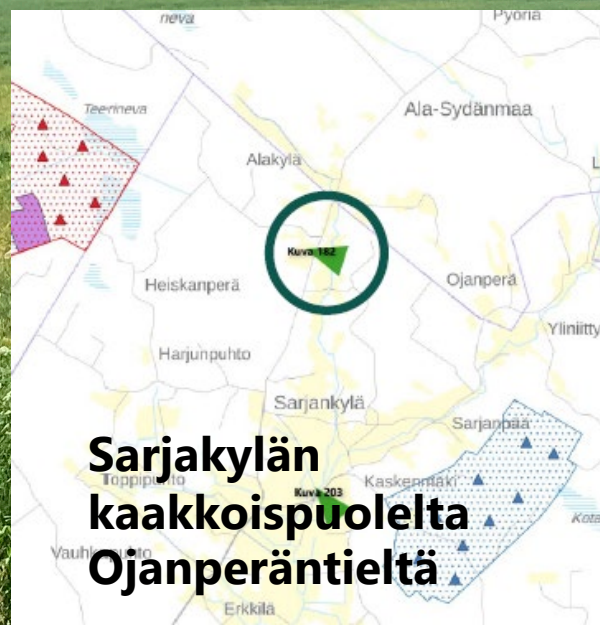 neva
Pyöriä
Teerineva
Ala-Sydänmaa
Alakylä
Kuva 182
Heiskanperä
Ojanperä
Yliniitty
Harjunpuhto
Sarjankylä
Sarjanpää
Sarjakylän
Kaskenmäki
Kuva 203
kaakkoispuolelta
Ojanperäntieltä
Erkkilä